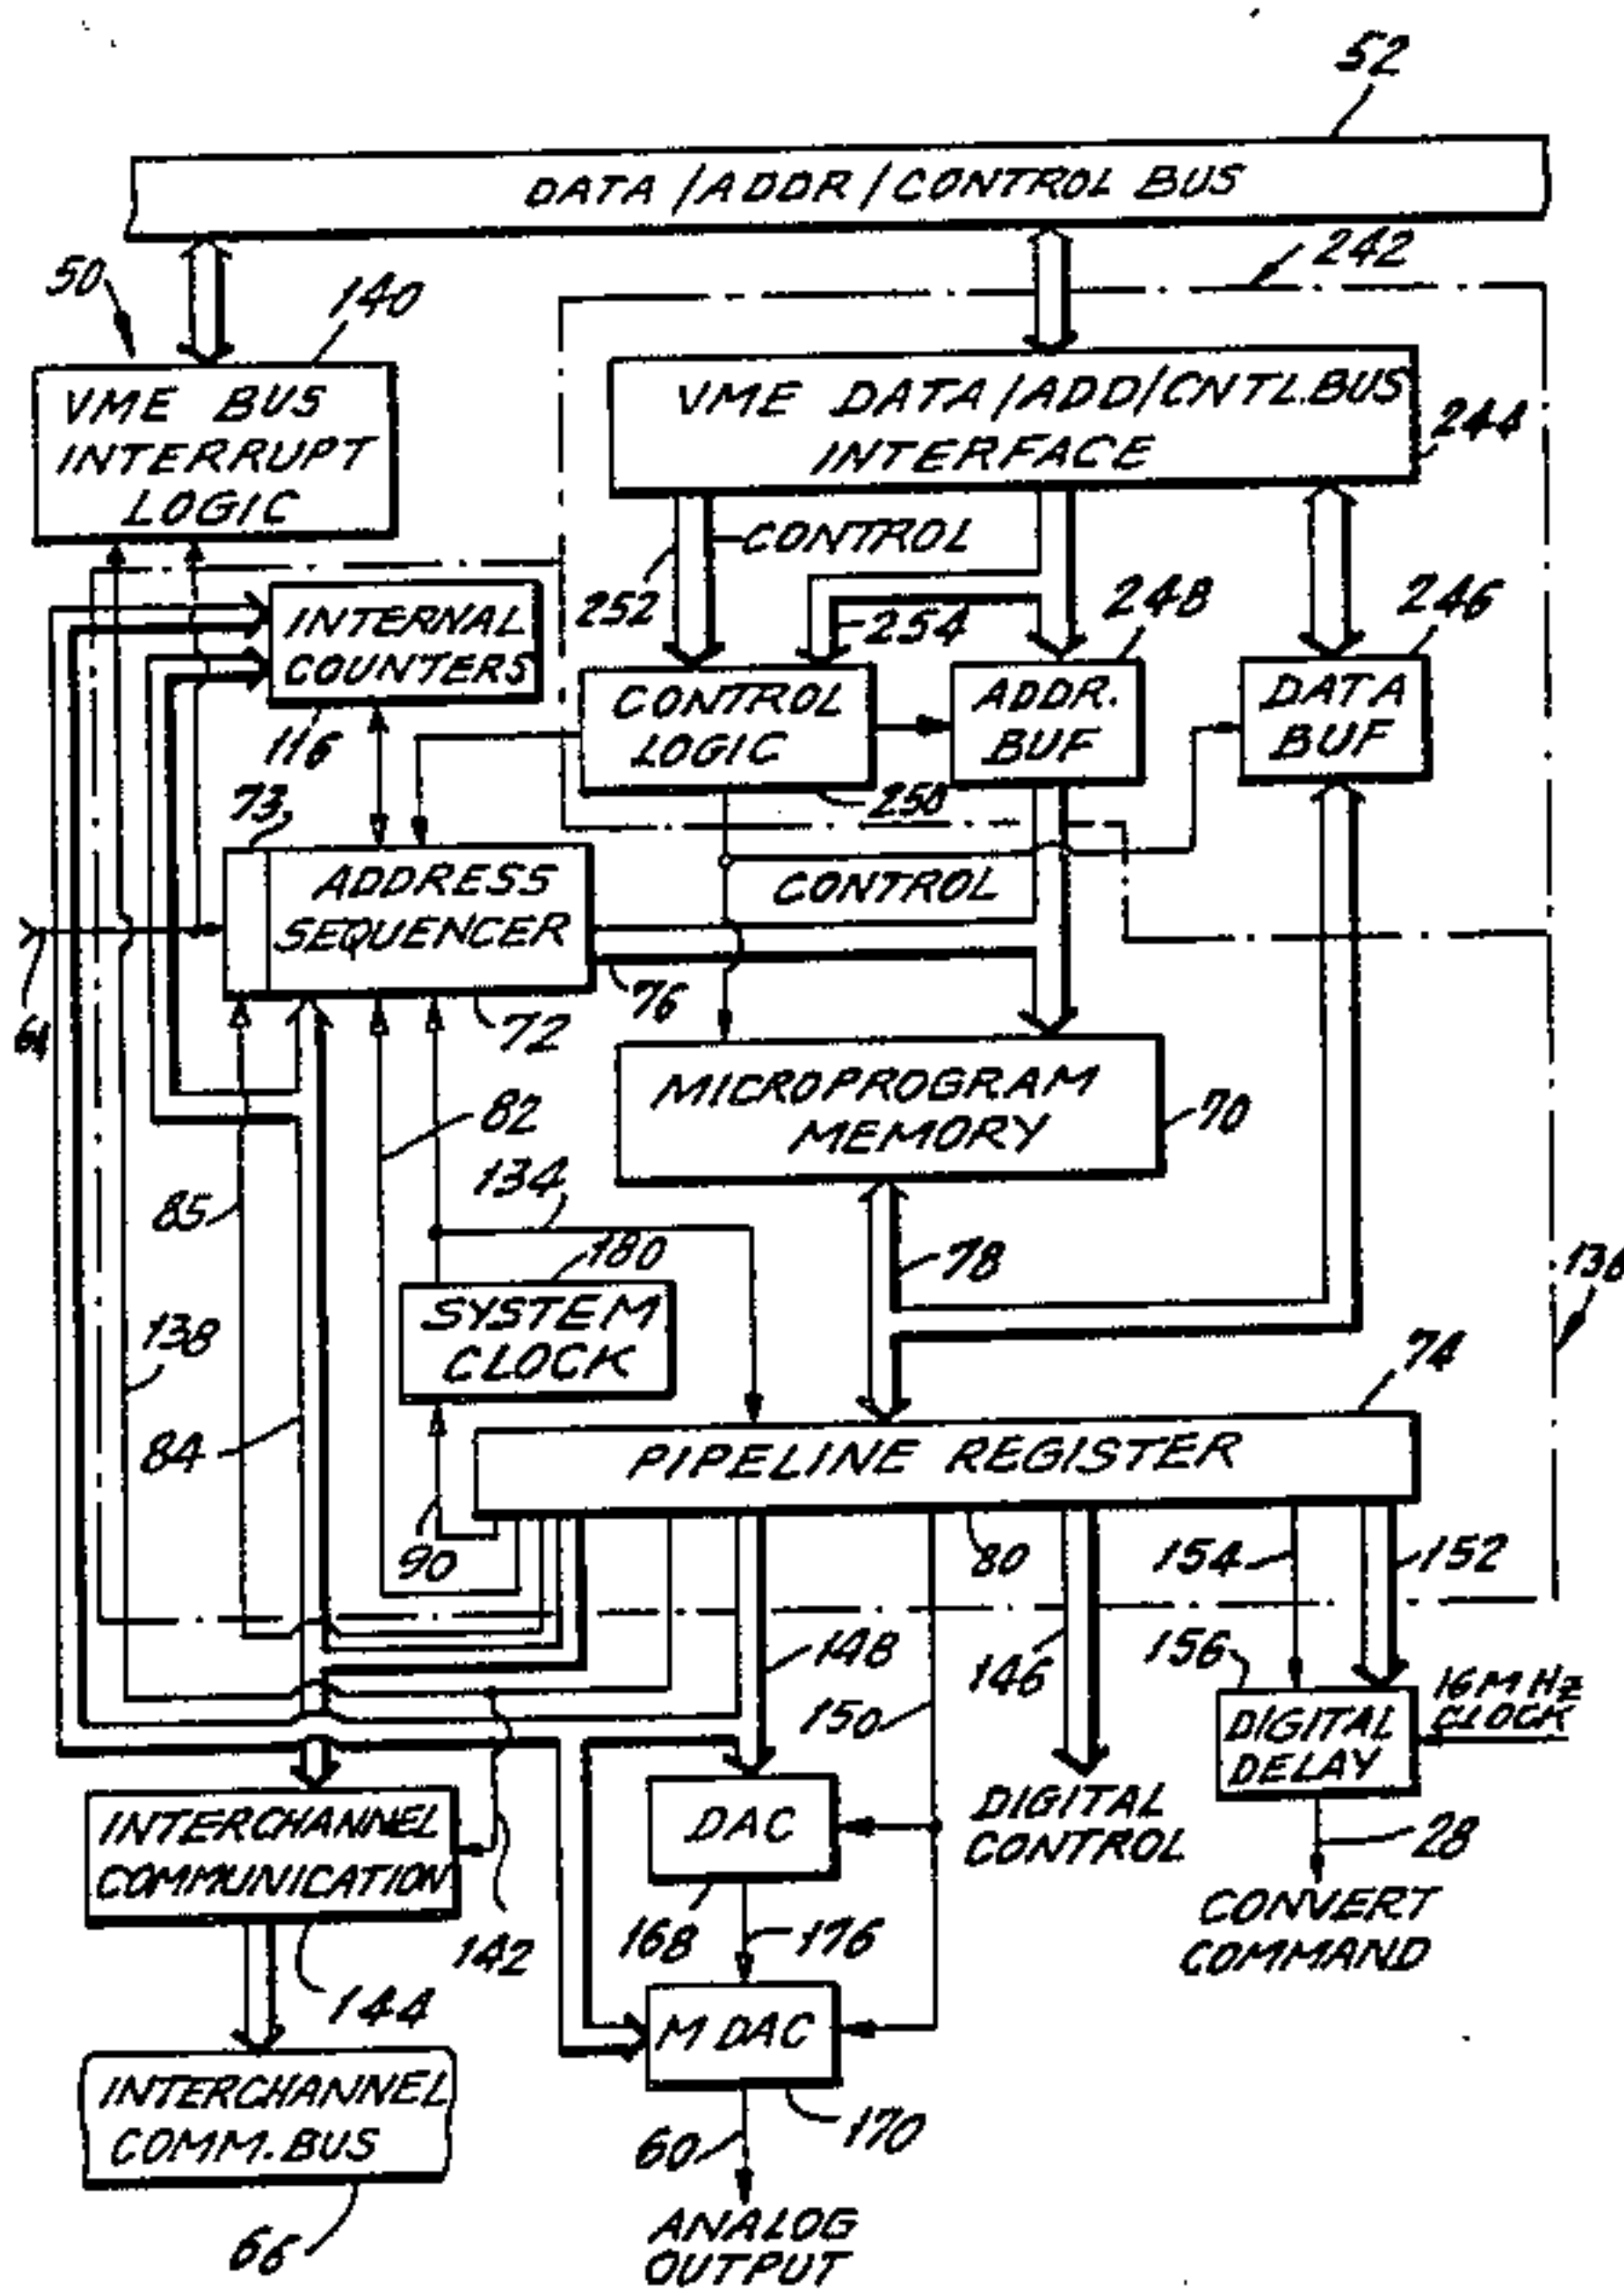 52
DATA/ADDR/CONTROL BUS
242
50
140
VME BUS
INTERRUPT
LOGIC
VME DATA/ADD/CNTL.BUS
INTERFACE
244
CONTROL
252
254
248
246
INTERNAL
COUNTERS
116
CONTROL
LOGIC
250
ADDR.
BUF
DATA
BUF
73
ADDRESS
SEQUENCER
CONTROL
76
72
64
MICROPROGRAM
MEMORY
70
82
134
85
180
78
136
SYSTEM
CLOCK
138
74
84
PIPELINE REGISTER
90
80
154
152
148
150
146
156
16MHz
CLOCK
DIGITAL
DELAY
INTERCHANNEL
COMMUNICATION
DAC
DIGITAL
CONTROL
28
CONVERT
COMMAND
142
168
176
144
M DAC
INTERCHANNEL
COMM.BUS
170
60
66
ANALOG
OUTPUT